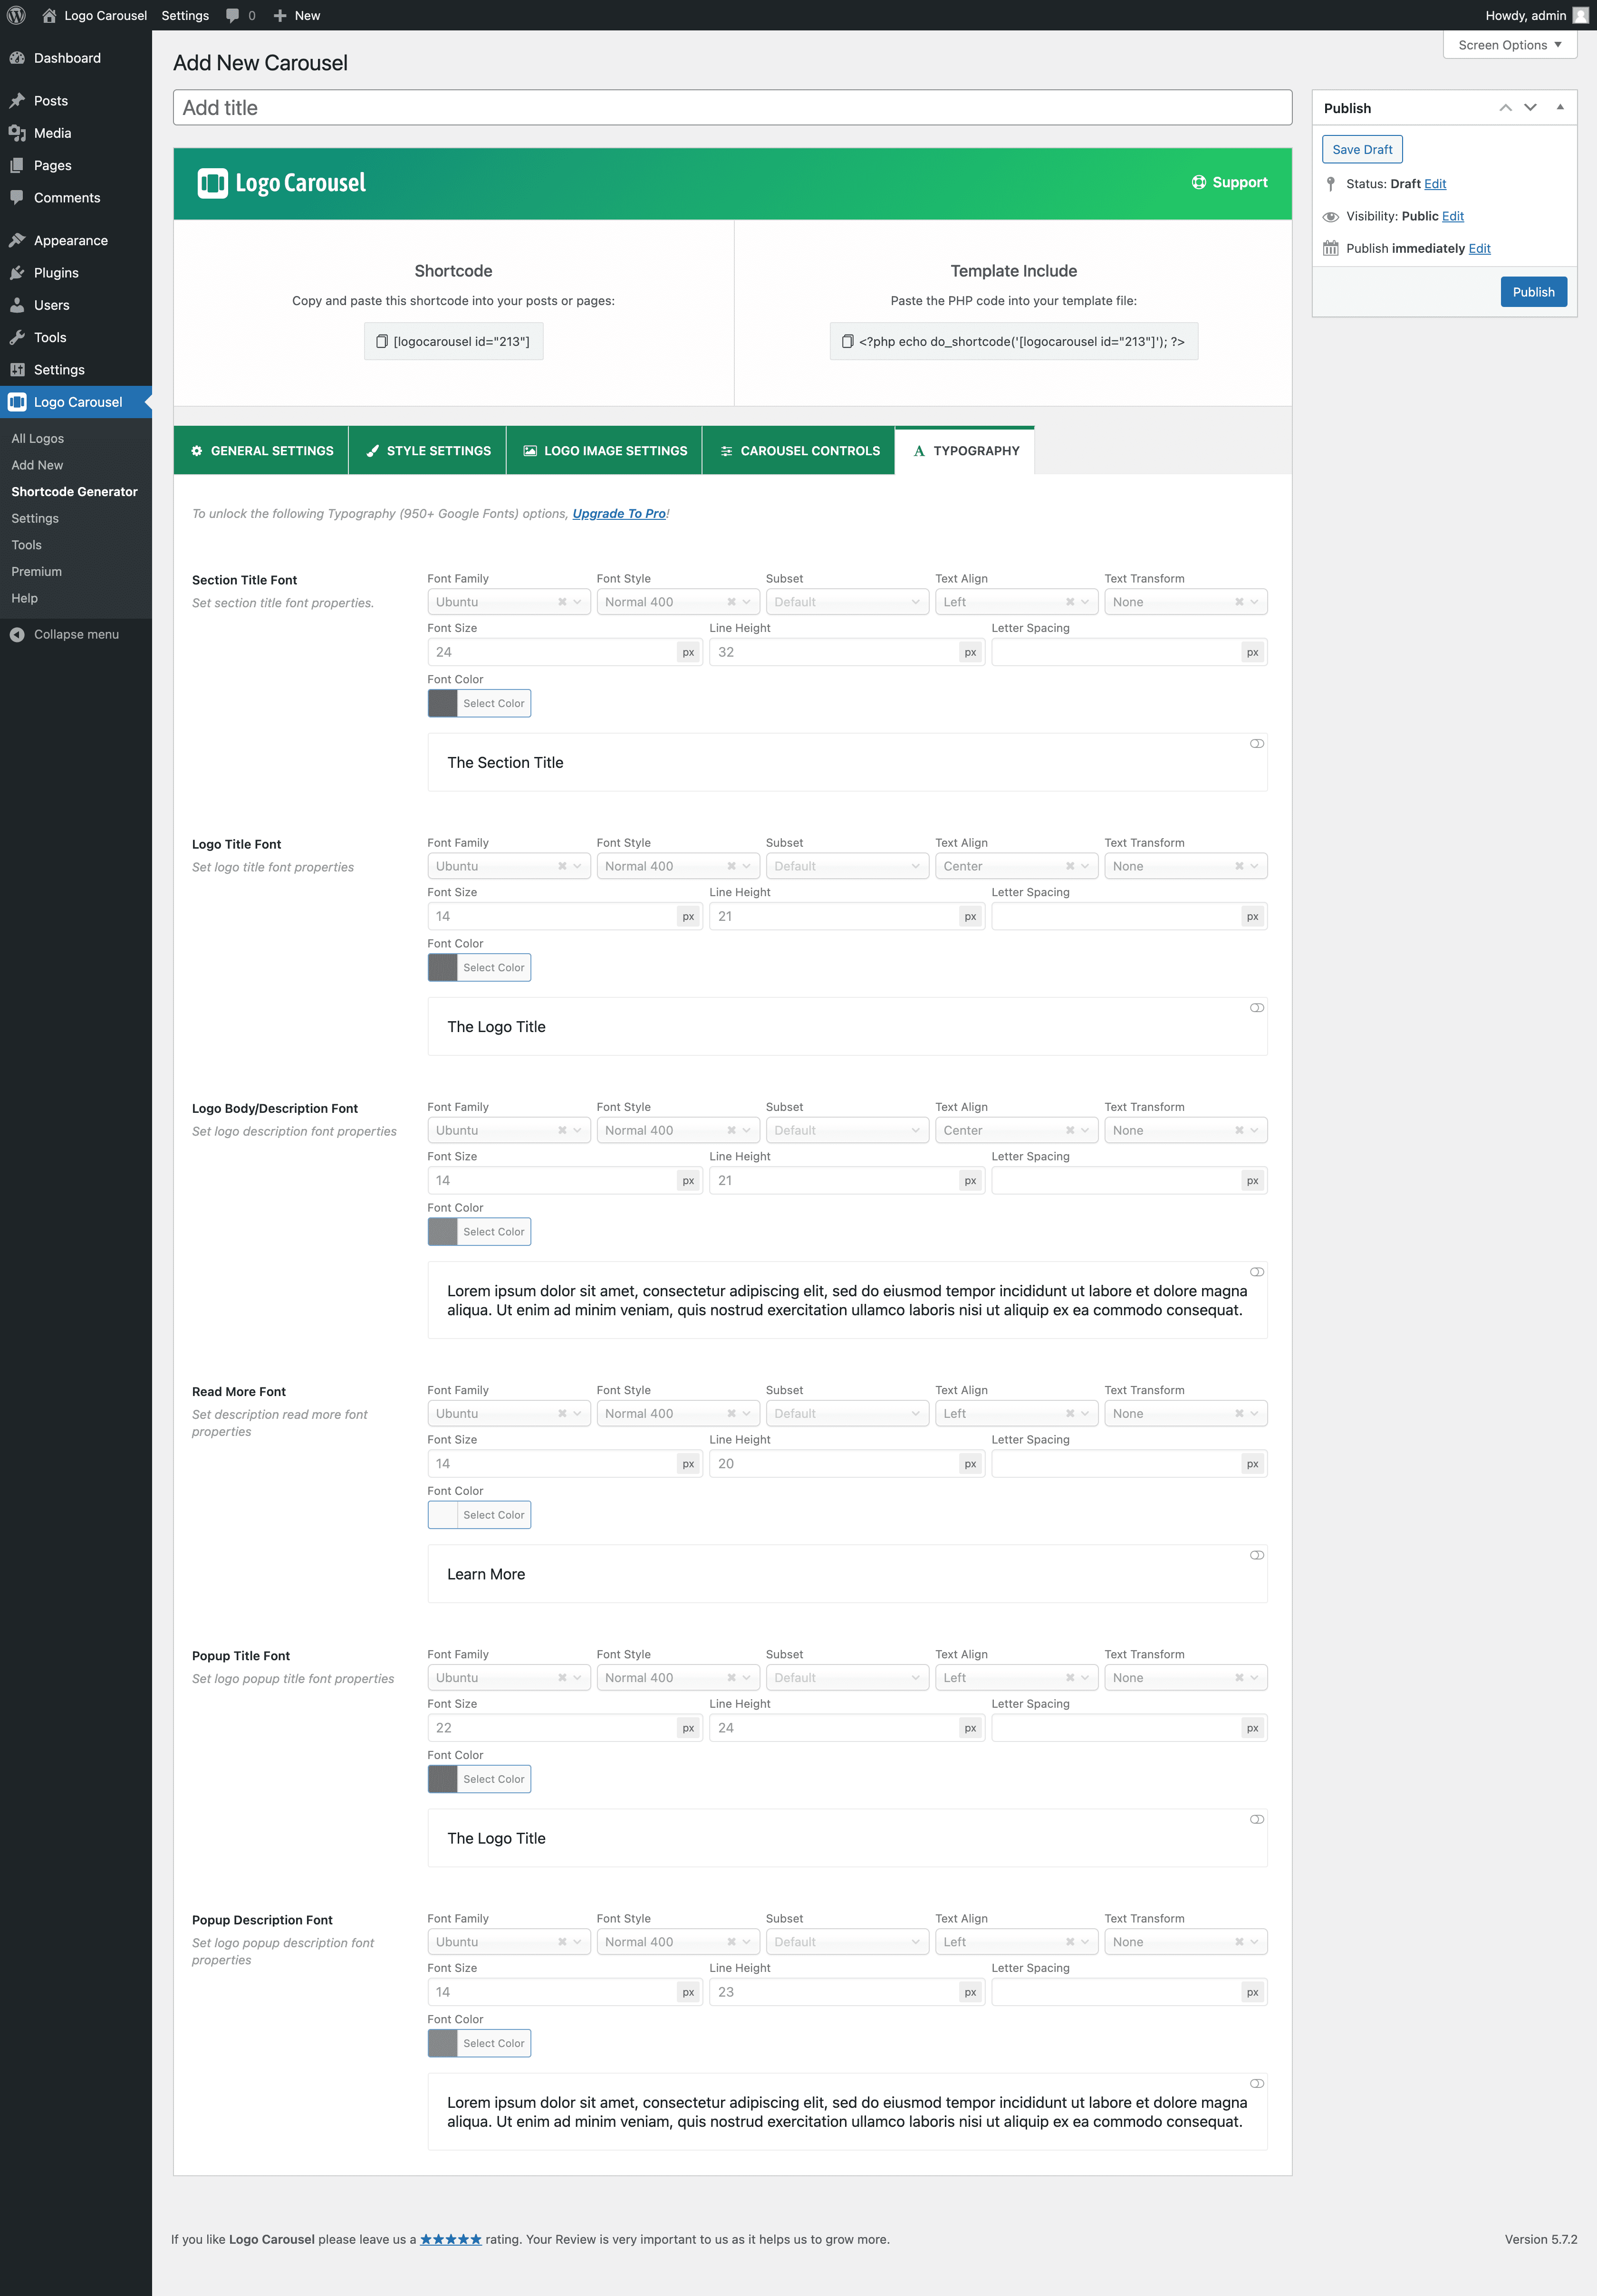 Logo Carousel Settings 0 New Howdy, admin
Screen Options
Dashboard
Posts
Media
Pages
Comments
Appearance
Plugins
Users
Tools
Settings
Logo Carousel
All Logos
Add New
Shortcode Generator
Settings
Tools
Premium
Help
Collapse menu
Add New Carousel
Add title
Logo Carousel
Support
Shortcode
Copy and paste this shortcode into your posts or pages:
[logocarousel id="213"]
Template Include
Paste the PHP code into your template file:
<?php echo do_shortcode('[logocarousel id="213"]'); ?>
GENERAL SETTINGS STYLE SETTINGS LOGO IMAGE SETTINGS CAROUSEL CONTROLS TYPOGRAPHY
To unlock the following Typography (950+ Google Fonts) options, Upgrade To Pro!
Section Title Font
Set section title font properties.
Font Family Font Style Subset Text Align Text Transform
Ubuntu Normal 400 Default Left None
Font Size Line Height Letter Spacing
24 px 32 px px
Font Color
Select Color
The Section Title
Logo Title Font
Set logo title font properties
Font Family Font Style Subset Text Align Text Transform
Ubuntu Normal 400 Default Center None
Font Size Line Height Letter Spacing
14 px 21 px px
Font Color
Select Color
The Logo Title
Logo Body/Description Font
Set logo description font properties
Font Family Font Style Subset Text Align Text Transform
Ubuntu Normal 400 Default Center None
Font Size Line Height Letter Spacing
14 px 21 px px
Font Color
Select Color
Lorem ipsum dolor sit amet, consectetur adipiscing elit, sed do eiusmod tempor incididunt ut labore et dolore magna
aliqua. Ut enim ad minim veniam, quis nostrud exercitation ullamco laboris nisi ut aliquip ex ea commodo consequat.
Read More Font
Set description read more font
properties
Font Family Font Style Subset Text Align Text Transform
Ubuntu Normal 400 Default Left None
Font Size Line Height Letter Spacing
14 px 20 px px
Font Color
Select Color
Learn More
Popup Title Font
Set logo popup title font properties
Font Family Font Style Subset Text Align Text Transform
Ubuntu Normal 400 Default Left None
Font Size Line Height Letter Spacing
22 px 24 px px
Font Color
Select Color
The Logo Title
Popup Description Font
Set logo popup description font
properties
Font Family Font Style Subset Text Align Text Transform
Ubuntu Normal 400 Default Left None
Font Size Line Height Letter Spacing
14 px 23 px px
Font Color
Select Color
Lorem ipsum dolor sit amet, consectetur adipiscing elit, sed do eiusmod tempor incididunt ut labore et dolore magna
aliqua. Ut enim ad minim veniam, quis nostrud exercitation ullamco laboris nisi ut aliquip ex ea commodo consequat.
Publish
Save Draft
Status: Draft Edit
Visibility: Public Edit
Publish immediately Edit
Publish
If you like Logo Carousel please leave us a ★★★★★ rating. Your Review is very important to us as it helps us to grow more.
Version 5.7.2